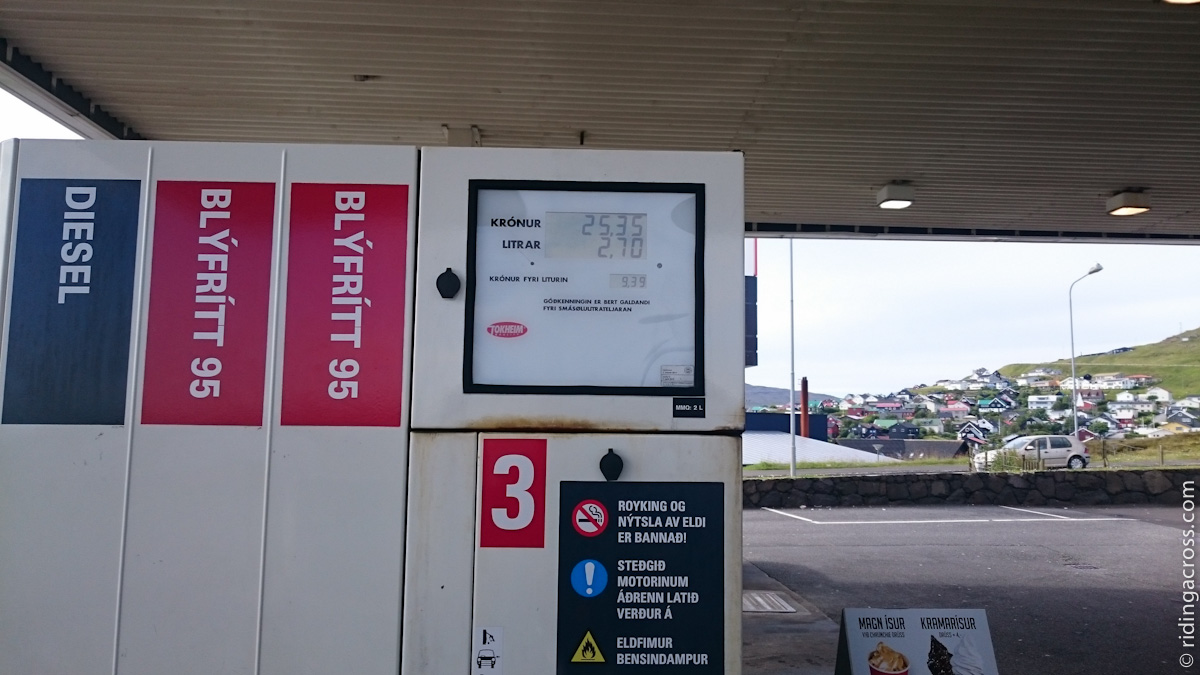 DIESEL
BLÝFRÍTT 95
BLÝFRÍTT 95
KRÓNUR 25,35
LITRAR 2,70
KRÓNUR FYRI LITURIN 9,39
GÓÐKENNINGIN ER BERT GALDANDI
FYRI SMÁSØLULITRATELJARAN
TOKHEIM
MMQ: 2 L
3
ROYKING OG
NÝTSLA AV ELDI
ER BANNAÐ!
STEÐGIÐ
MOTORINUM
ÁÐRENN LATIÐ
VERÐUR Á
ELDFIMUR
BENSINDAMPUR
MAGN ÍSUR
KRAMARÍSUR
© ridingacross.com